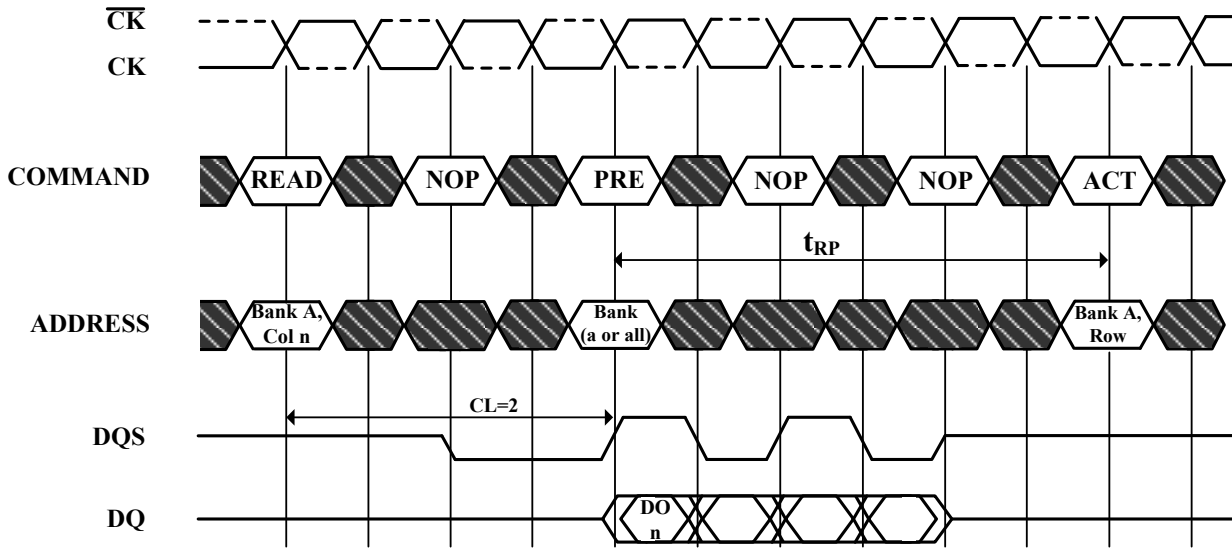 CK
CK
COMMAND
READ NOP PRE NOP NOP ACT
tRP
ADDRESS
Bank A,
Col n
Bank
(a or all)
Bank A,
Row
CL=2
DQS
DQ
DO
n